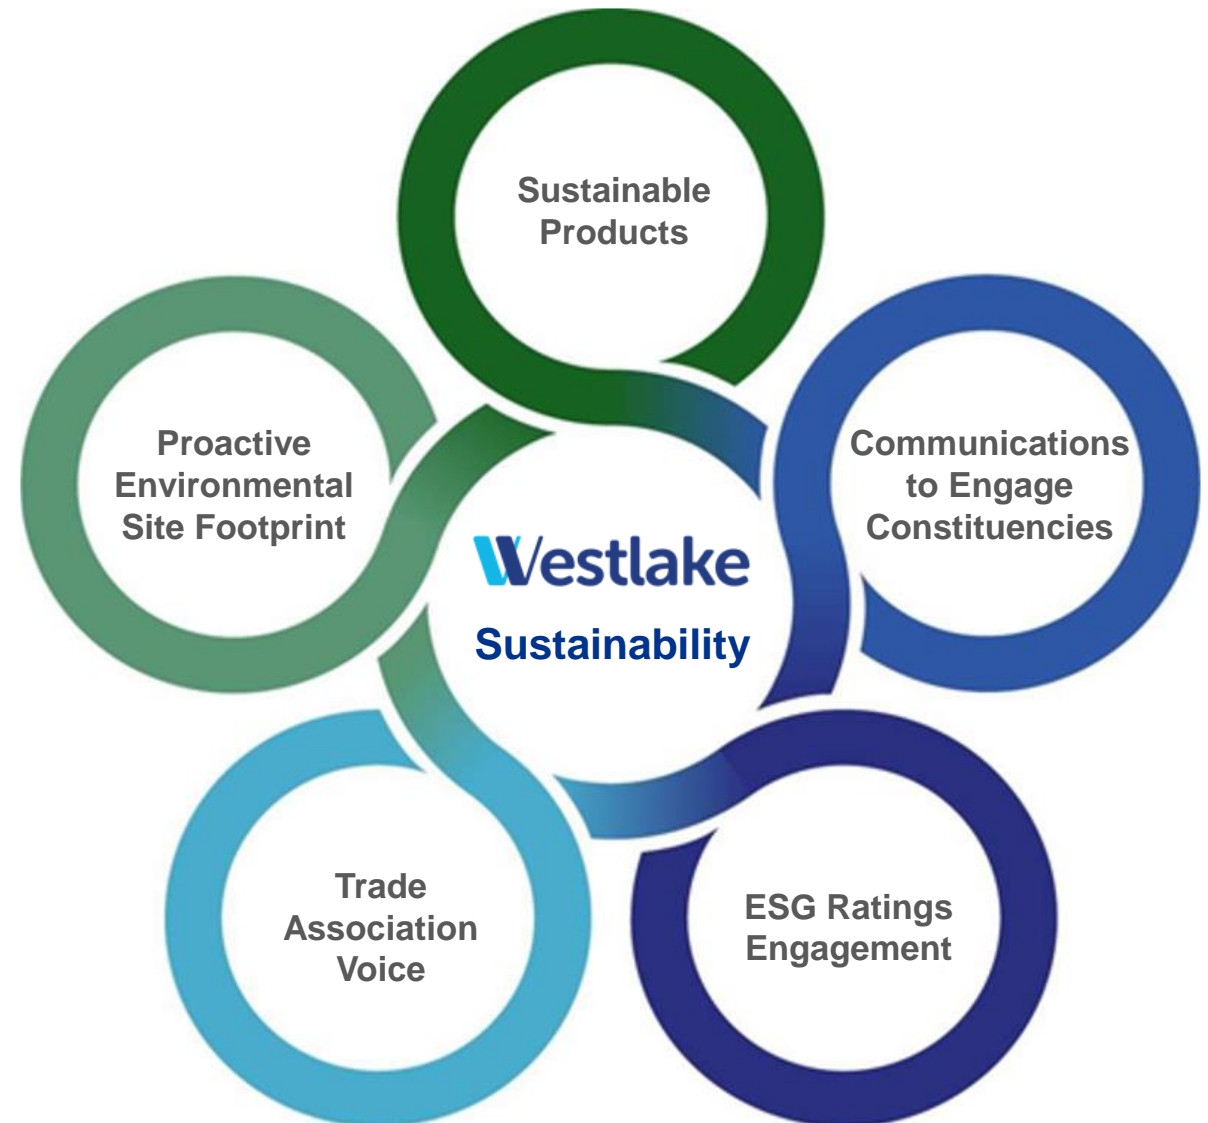 Sustainable
Products
Proactive
Environmental
Site Footprint
Communications
to Engage
Constituencies
Westlake
Sustainability
Trade
Association
Voice
ESG Ratings
Engagement